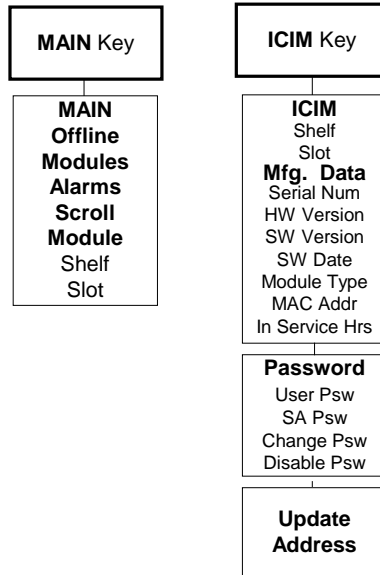 MAIN Key
MAIN
Offline
Modules
Alarms
Scroll
Module
Shelf
Slot
ICIM Key
ICIM
Shelf
Slot
Mfg. Data
Serial Num
HW Version
SW Version
SW Date
Module Type
MAC Addr
In Service Hrs
Password
User Psw
SA Psw
Change Psw
Disable Psw
Update
Address